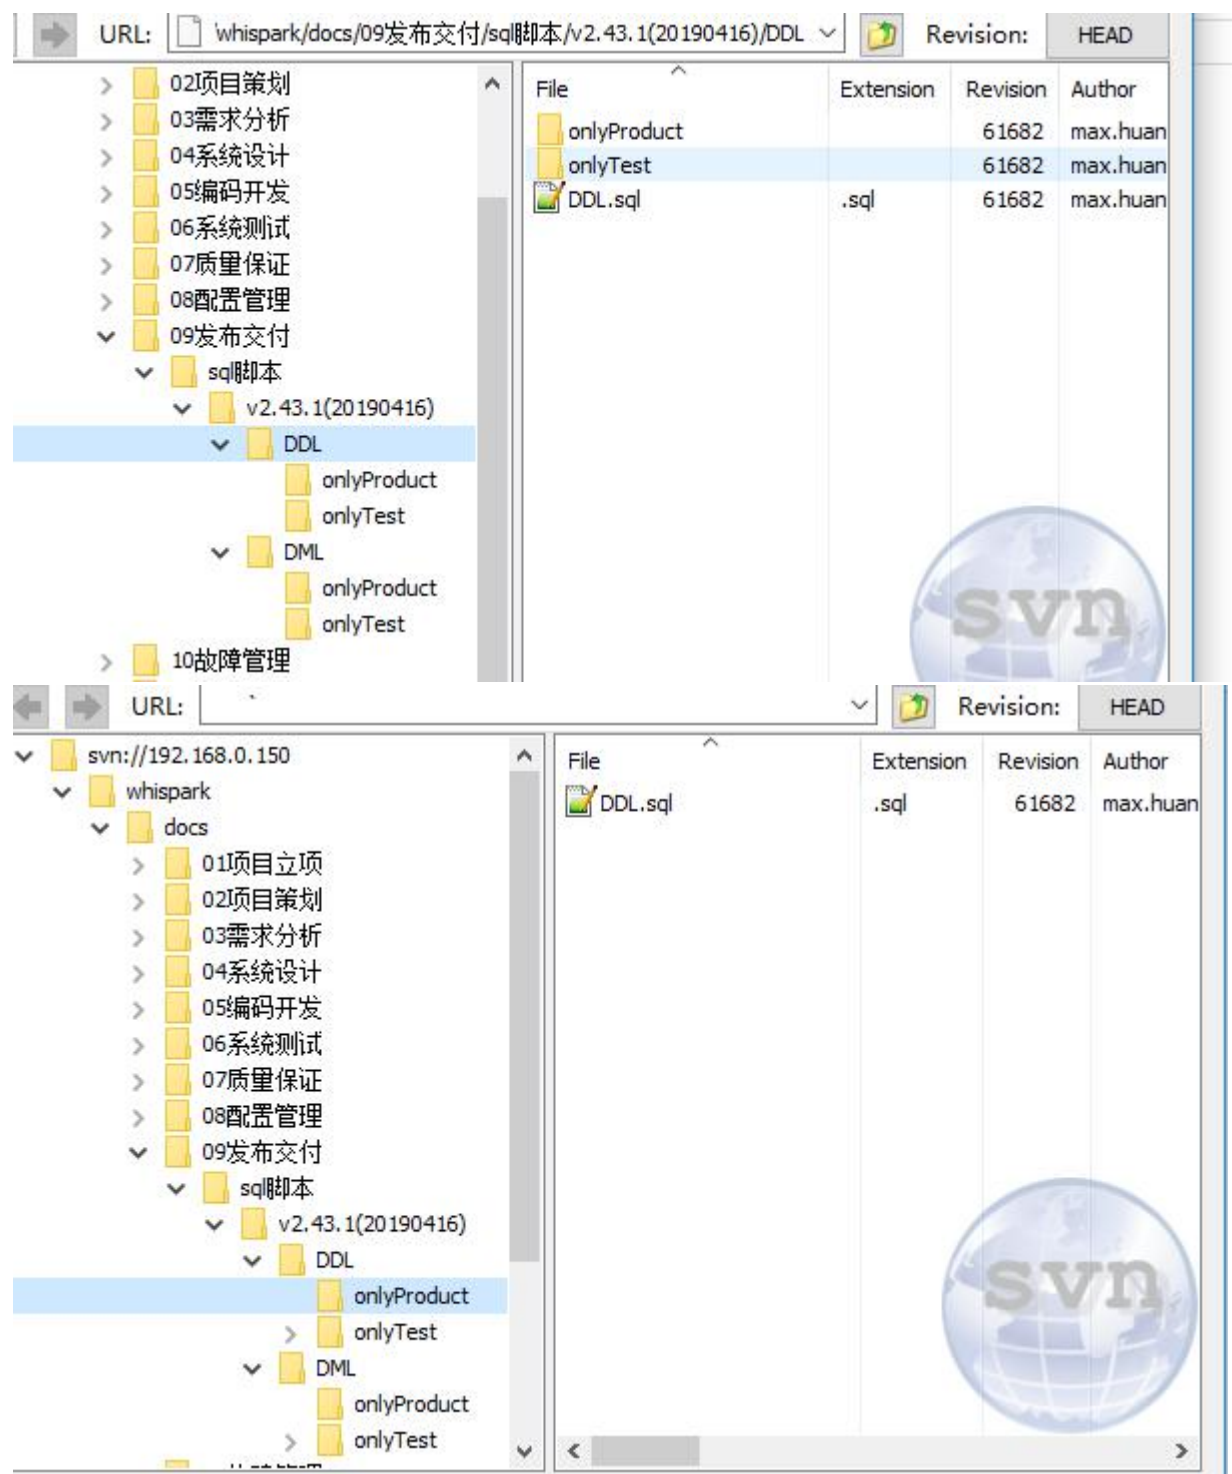 URL: whispark/docs/09发布交付/sql脚本/v2.43.1(20190416)/DDL Revision: HEAD
02项目策划
03需求分析
04系统设计
05编码开发
06系统测试
07质量保证
08配置管理
09发布交付
sql脚本
v2.43.1(20190416)
DDL
onlyProduct
onlyTest
DML
onlyProduct
onlyTest
10故障管理
File Extension Revision Author
onlyProduct 61682 max.huan
onlyTest 61682 max.huan
DDL.sql .sql 61682 max.huan
svn
URL: Revision: HEAD
svn://192.168.0.150
whispark
docs
01项目立项
02项目策划
03需求分析
04系统设计
05编码开发
06系统测试
07质量保证
08配置管理
09发布交付
sql脚本
v2.43.1(20190416)
DDL
onlyProduct
onlyTest
DML
onlyProduct
onlyTest
File Extension Revision Author
DDL.sql .sql 61682 max.huan
svn